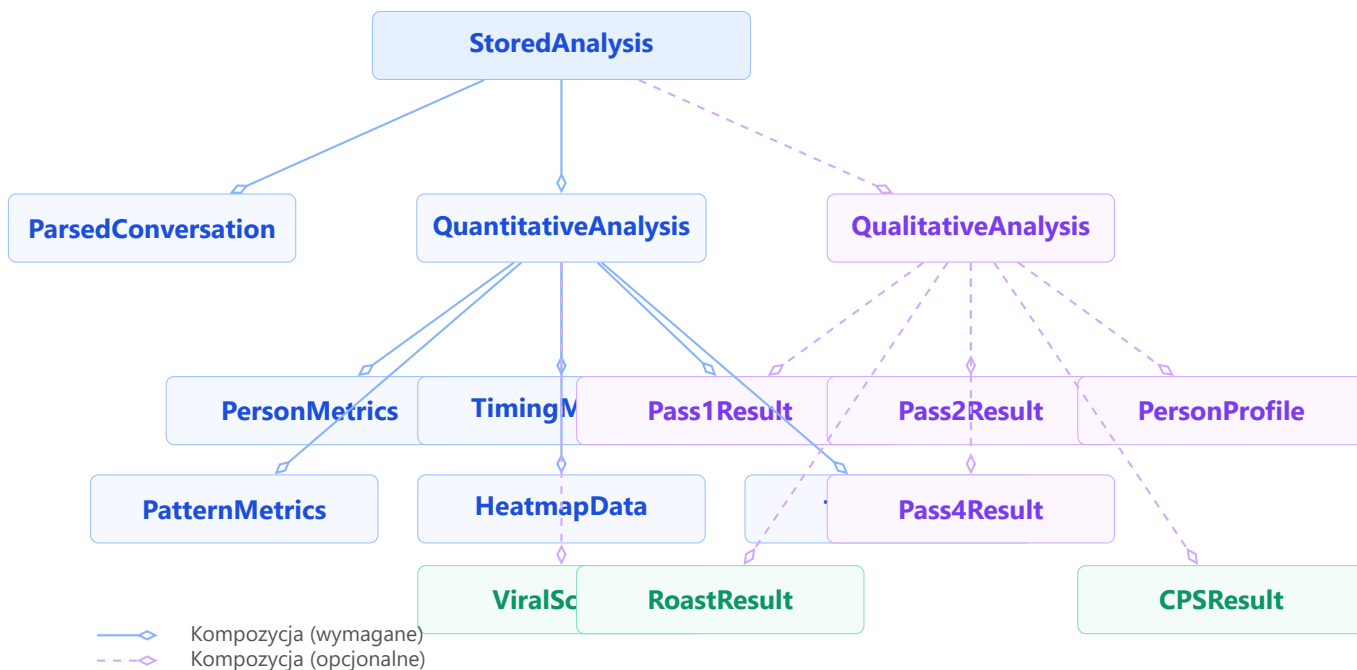 StoredAnalysis
ParsedConversation
QuantitativeAnalysis
QualitativeAnalysis
PersonMetrics
Pass1Result
Pass2Result
PersonProfile
PatternMetrics
HeatmapData
Pass4Result
RoastResult
CPSResult
Kompozycja (wymagane)
Kompozycja (opcjonalne)